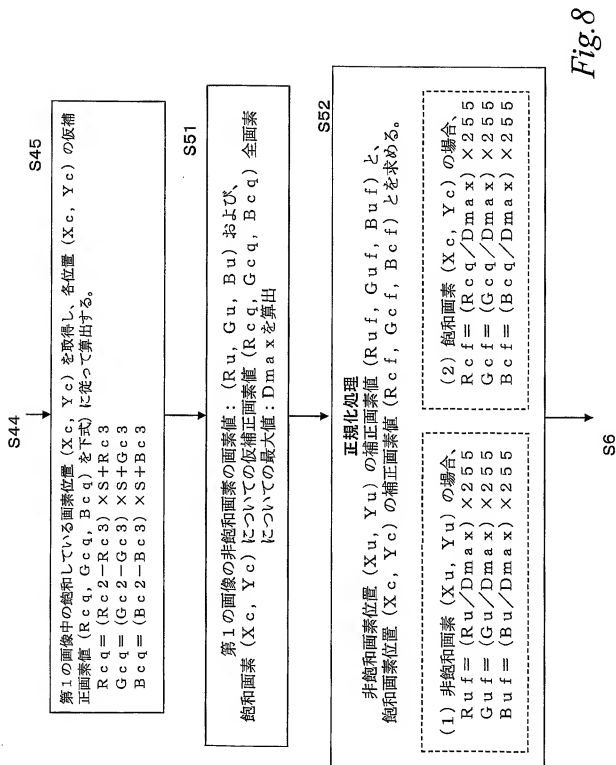 S44
S45
第1の画像中の飽和している画素位置(Xc, Yc)を取得し、各位置(Xc, Yc)の仮補
正画素値(Rcq, Gcq, Bcq)を下式)に従って算出する。
Rcq=(Rc2-Rc3)×S+Rc3
Gcq=(Gc2-Gc3)×S+Gc3
Bcq=(Bc2-Bc3)×S+Bc3
S51
第1の画像の非飽和画素の画素値:(Ru, Gu, Bu)および、
飽和画素(Xc, Yc)についての仮補正画素値(Rcq, Gcq, Bcq)全画素
についての最大値:Dmaxを算出
S52
正規化処理
非飽和画素位置(Xu, Yu)の補正画素値(Ruf, Guf, Buf)と、
飽和画素位置(Xc, Yc)の補正画素値(Rcf, Gcf, Bcf)とを求める。
(1)非飽和画素(Xu, Yu)の場合、
Ruf=(Ru/Dmax)×255
Guf=(Gu/Dmax)×255
Buf=(Bu/Dmax)×255
(2)飽和画素(Xc, Yc)の場合、
Rcf=(Rcq/Dmax)×255
Gcf=(Gcq/Dmax)×255
Bcf=(Bcq/Dmax)×255
S6
Fig.8